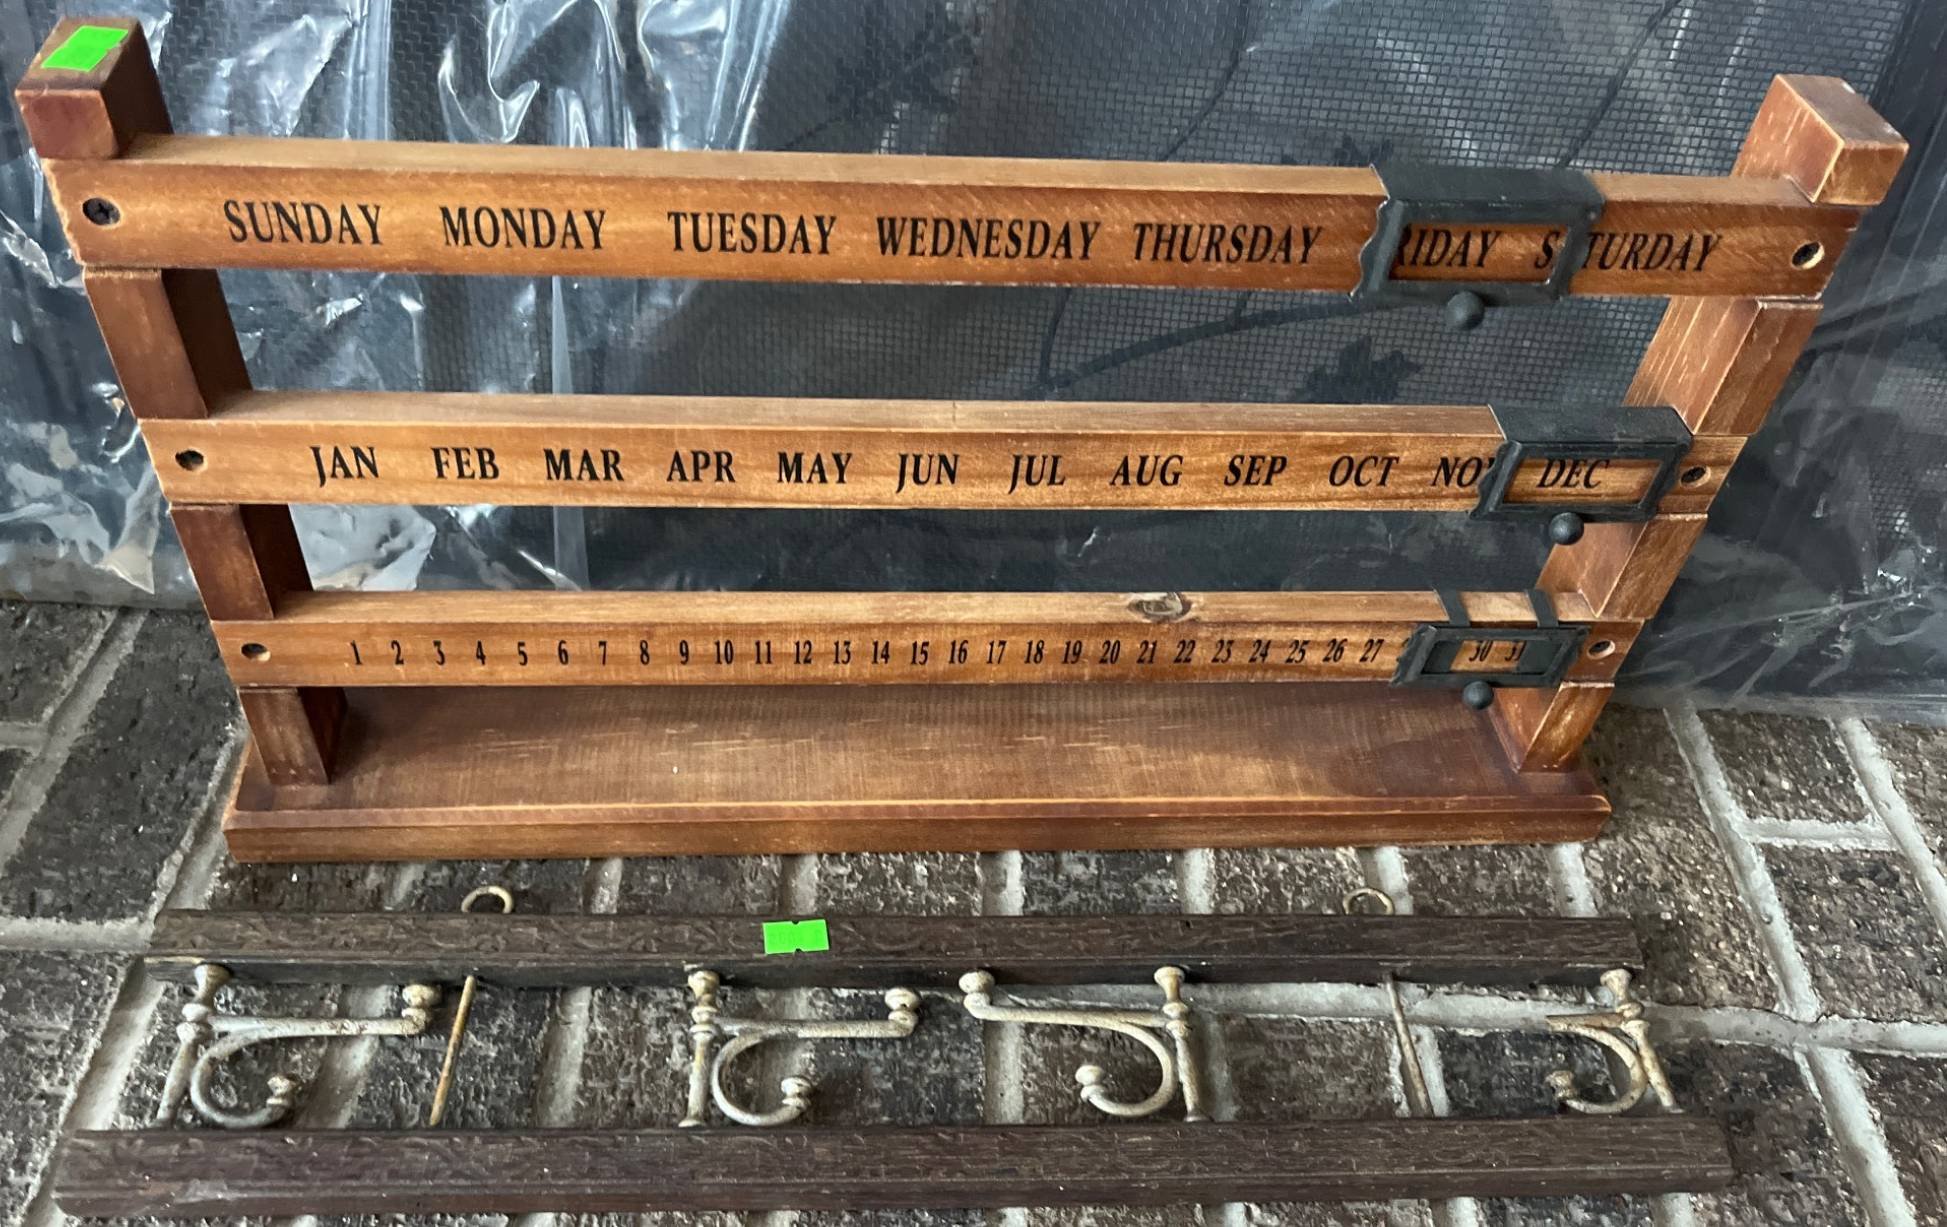 SUNDAY MONDAY TUESDAY WEDNESDAY THURSDAY RIDAY S TURDAY
JAN FEB MAR APR MAY JUN JUL AUG SEP OCT NO DEC
1 2 3 4 5 6 7 8 9 10 11 12 13 14 15 16 17 18 19 20 21 22 23 24 25 26 27 30 31